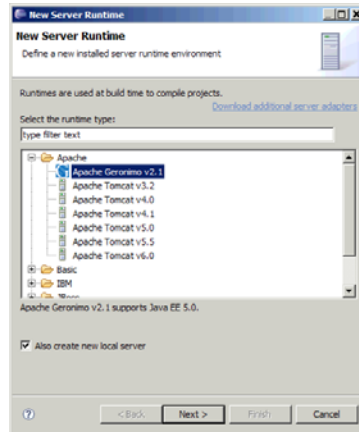 New Server Runtime
New Server Runtime
Define a new installed server runtime environment
Runtimes are used at build time to compile projects.
Download additional server adapters
Select the runtime type:
type filter text
Apache
Apache Geronimo v2.1
Apache Tomcat v3.2
Apache Tomcat v4.0
Apache Tomcat v4.1
Apache Tomcat v5.0
Apache Tomcat v5.5
Apache Tomcat v6.0
Basic
IBM
JBoss
Apache Geronimo v2.1 supports Java EE 5.0.
Also create new local server
< Back Next > Finish Cancel